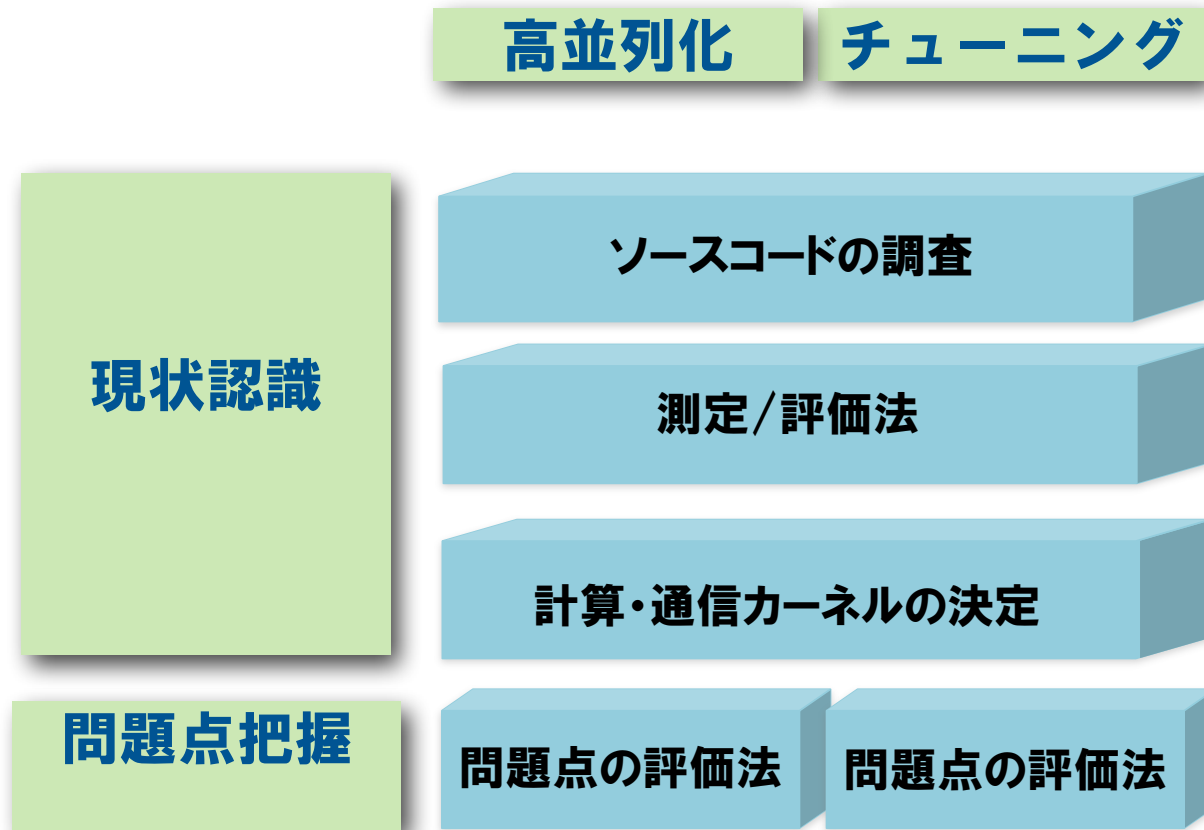 高並列化 チューニング
ソースコードの調査
現状認識
測定/評価法
計算・通信カーネルの決定
問題点把握
問題点の評価法 問題点の評価法